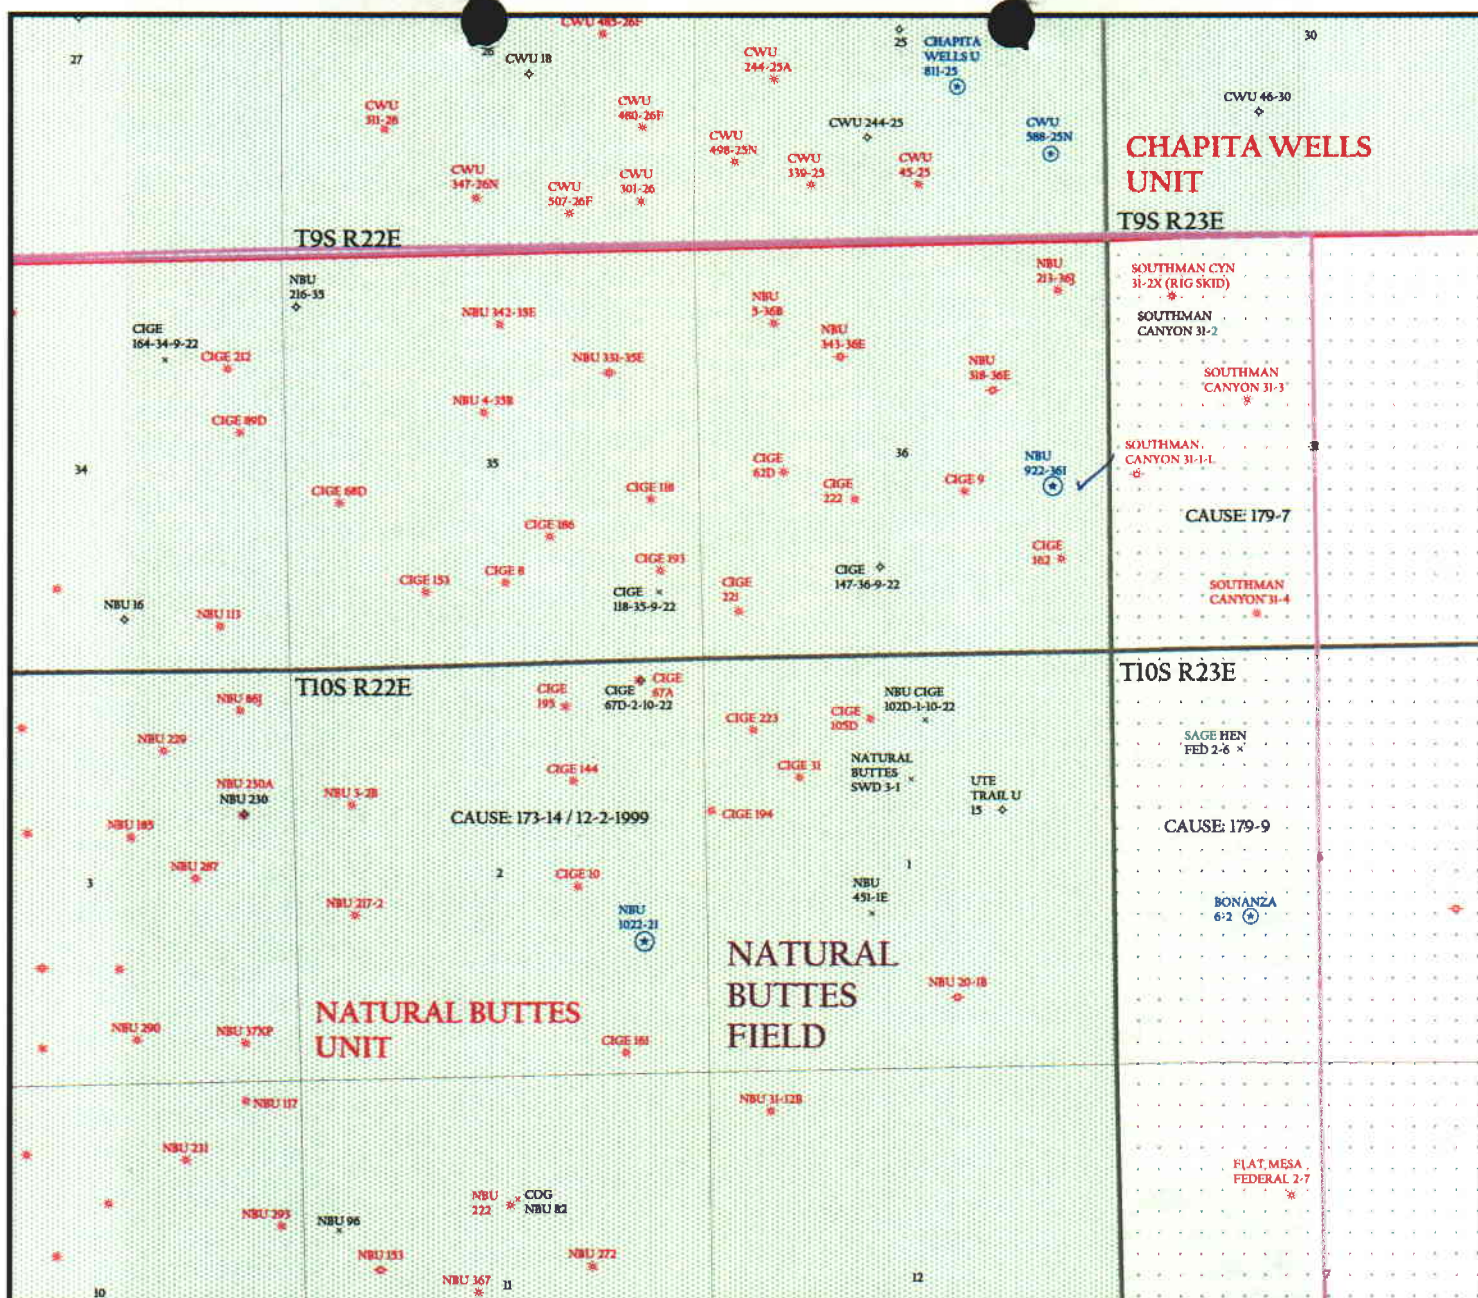 27
26
CWU 485-26F
CWU 18
25
CHAPITA
WELLS U
811-25
30
CWU
244-25A
CWU
311-26
CWU
480-26F
CWU 244-25
CWU
588-25N
CWU 46-30
CWU
498-25N
CWU
339-25
CWU
45-25
CHAPITA WELLS
UNIT
CWU
347-26N
CWU
507-26F
CWU
301-26
T9S R22E
T9S R23E
NBU
216-35
NBU
213-36J
SOUTHMAN CYN
31-2X (RIG SKID)
CIGE
164-34-9-22
NBU 342-35E
NBU
5-36B
NBU
343-36E
SOUTHMAN
CANYON 31-2
CIGE 212
NBU 331-35E
NBU
318-36E
SOUTHMAN
CANYON 31-3
NBU 4-35B
CIGE 89D
34
35
36
CIGE
62D
NBU
922-36I
SOUTHMAN
CANYON 31-1-L
CIGE 68D
CIGE 118
CIGE
222
CIGE 9
CAUSE: 179-7
CIGE 186
CIGE
162
CIGE 153
CIGE 8
CIGE 193
CIGE
118-35-9-22
CIGE
221
CIGE
147-36-9-22
SOUTHMAN
CANYON 31-4
NBU 16
NBU 113
T10S R22E
T10S R23E
NBU 86J
CIGE
195
CIGE
67D-2-10-22
CIGE
67A
NBU CIGE
102D-1-10-22
NBU 229
CIGE 223
CIGE
105D
SAGE HEN
FED 2-6
NBU 250A
NBU 230
NBU 3-2B
CIGE 144
CIGE 31
NATURAL
BUTTES
SWD 3-1
UTE
TRAIL U
15
NBU 185
CAUSE: 173-14 / 12-2-1999
CIGE 194
CAUSE: 179-9
NBU 287
3
2
CIGE 10
1
NBU
451-1E
NBU 217-2
NBU
1022-2I
BONANZA
6-2
NATURAL
BUTTES
FIELD
NBU 20-1B
NATURAL BUTTES
UNIT
NBU 290
NBU 37XP
CIGE 161
NBU 117
NBU 31-12B
NBU 231
FLAT MESA
FEDERAL 2-7
NBU
222
COG
NBU 82
NBU 293
NBU 96
NBU 153
NBU 272
NBU 367
10
11
12
7